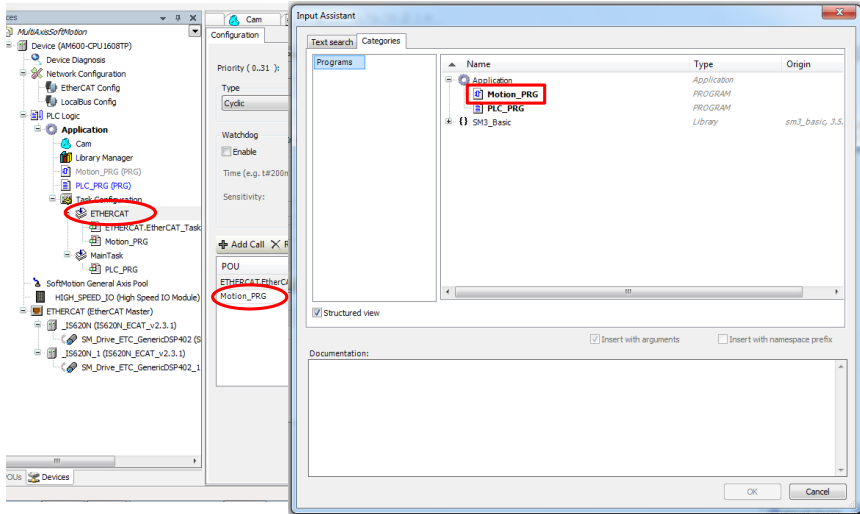 ces
MultiAxisSoftMotion
Device (AM600-CPU1608TP)
Device Diagnosis
Network Configuration
EtherCAT Config
LocalBus Config
PLC Logic
Application
Cam
Library Manager
Motion_PRG (PRG)
PLC_PRG (PRG)
Task Configuration
ETHERCAT
ETHERCAT.EtherCAT_Task
Motion_PRG
MainTask
PLC_PRG
SoftMotion General Axis Pool
HIGH_SPEED_IO (High Speed IO Module)
ETHERCAT (EtherCAT Master)
_IS620N (IS620N_ECAT_v2.3.1)
SM_Drive_ETC_GenericDSP402 (S
_IS620N_1 (IS620N_ECAT_v2.3.1)
SM_Drive_ETC_GenericDSP402_1
POUs
Devices
Cam
Configuration
Priority ( 0..31 ):
Type
Cyclic
Watchdog
Enable
Time (e.g. t#200m
Sensitivity:
Add Call
R
POU
ETHERCAT.EtherCA
Motion_PRG
Input Assistant
Text search
Categories
Programs
Name Type Origin
Application Application
Motion_PRG PROGRAM
PLC_PRG PROGRAM
{} SM3_Basic Library sm3_basic, 3.5.
Structured view
Insert with arguments
Insert with namespace prefix
Documentation:
OK
Cancel